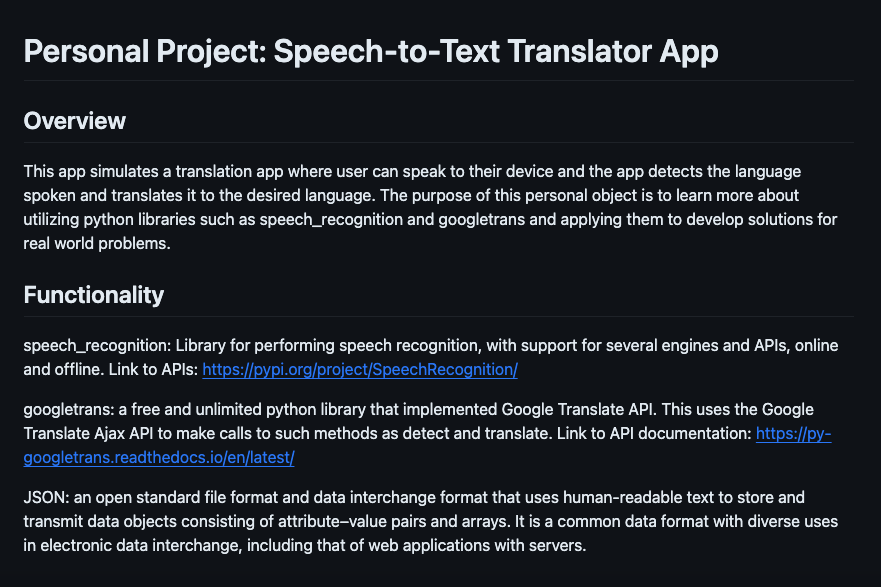 Personal Project: Speech-to-Text Translator App
Overview
This app simulates a translation app where user can speak to their device and the app detects the language
spoken and translates it to the desired language. The purpose of this personal object is to learn more about
utilizing python libraries such as speech_recognition and googletrans and applying them to develop solutions for
real world problems.
Functionality
speech_recognition: Library for performing speech recognition, with support for several engines and APIs, online
and offline. Link to APIs: https://pypi.org/project/SpeechRecognition/
googletrans: a free and unlimited python library that implemented Google Translate API. This uses the Google
Translate Ajax API to make calls to such methods as detect and translate. Link to API documentation: https://py-
googletrans.readthedocs.io/en/latest/
JSON: an open standard file format and data interchange format that uses human-readable text to store and
transmit data objects consisting of attribute–value pairs and arrays. It is a common data format with diverse uses
in electronic data interchange, including that of web applications with servers.